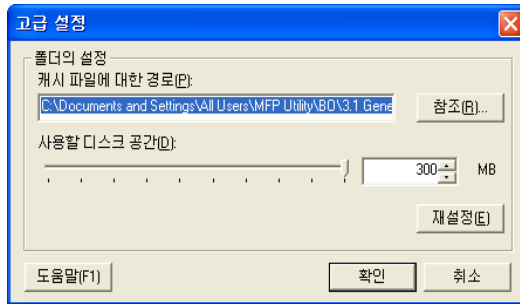 고급 설정
폴더의 설정
캐시 파일에 대한 경로(P):
C:\Documents and Settings\All Users\MFP Utility\BO\3.1 Gene
참조(R)...
사용할 디스크 공간(D):
300 MB
재설정(E)
도움말(F1) 확인 취소